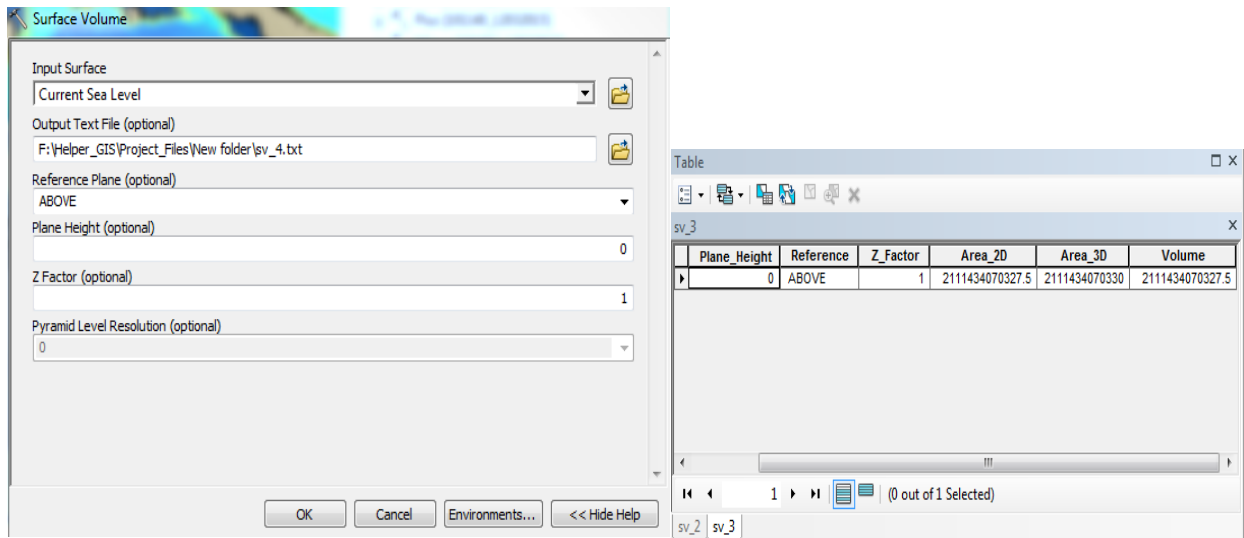 Surface Volume
Input Surface
Current Sea Level
Output Text File (optional)
F:\Helper_GIS\Project_Files\New folder\sv_4.txt
Reference Plane (optional)
ABOVE
Plane Height (optional)
0
Z Factor (optional)
1
Pyramid Level Resolution (optional)
0
OK Cancel Environments... << Hide Help
Table
sv_3
Plane_Height Reference Z_Factor Area_2D Area_3D Volume
0 ABOVE 1 2111434070327.5 2111434070330 2111434070327.5
1 (0 out of 1 Selected)
sv_2 sv_3